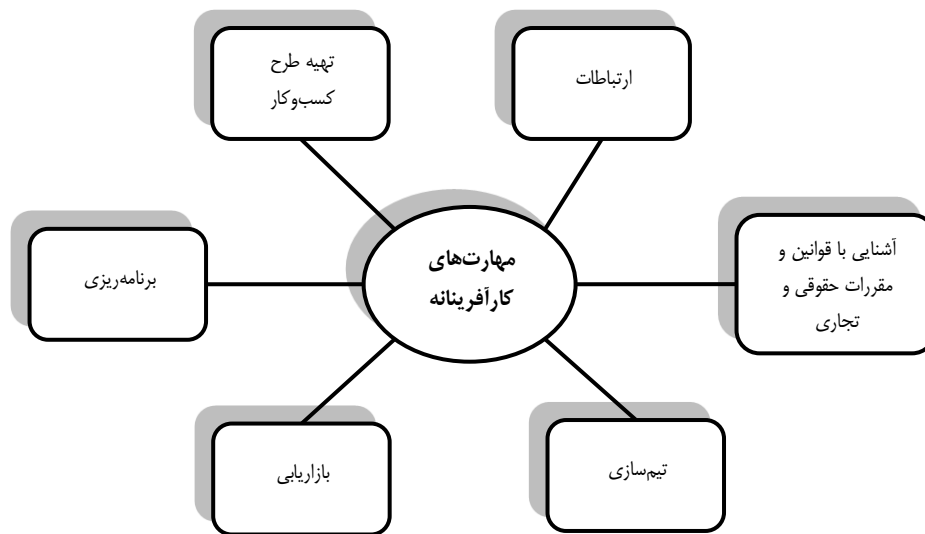 ارتباطات
تهیه طرح
کسب‌وکار
آشنایی با قوانین و
مقررات حقوقی و
تجاری
مهارت‌های
کارآفرینانه
برنامه‌ریزی
تیم‌سازی
بازاریابی